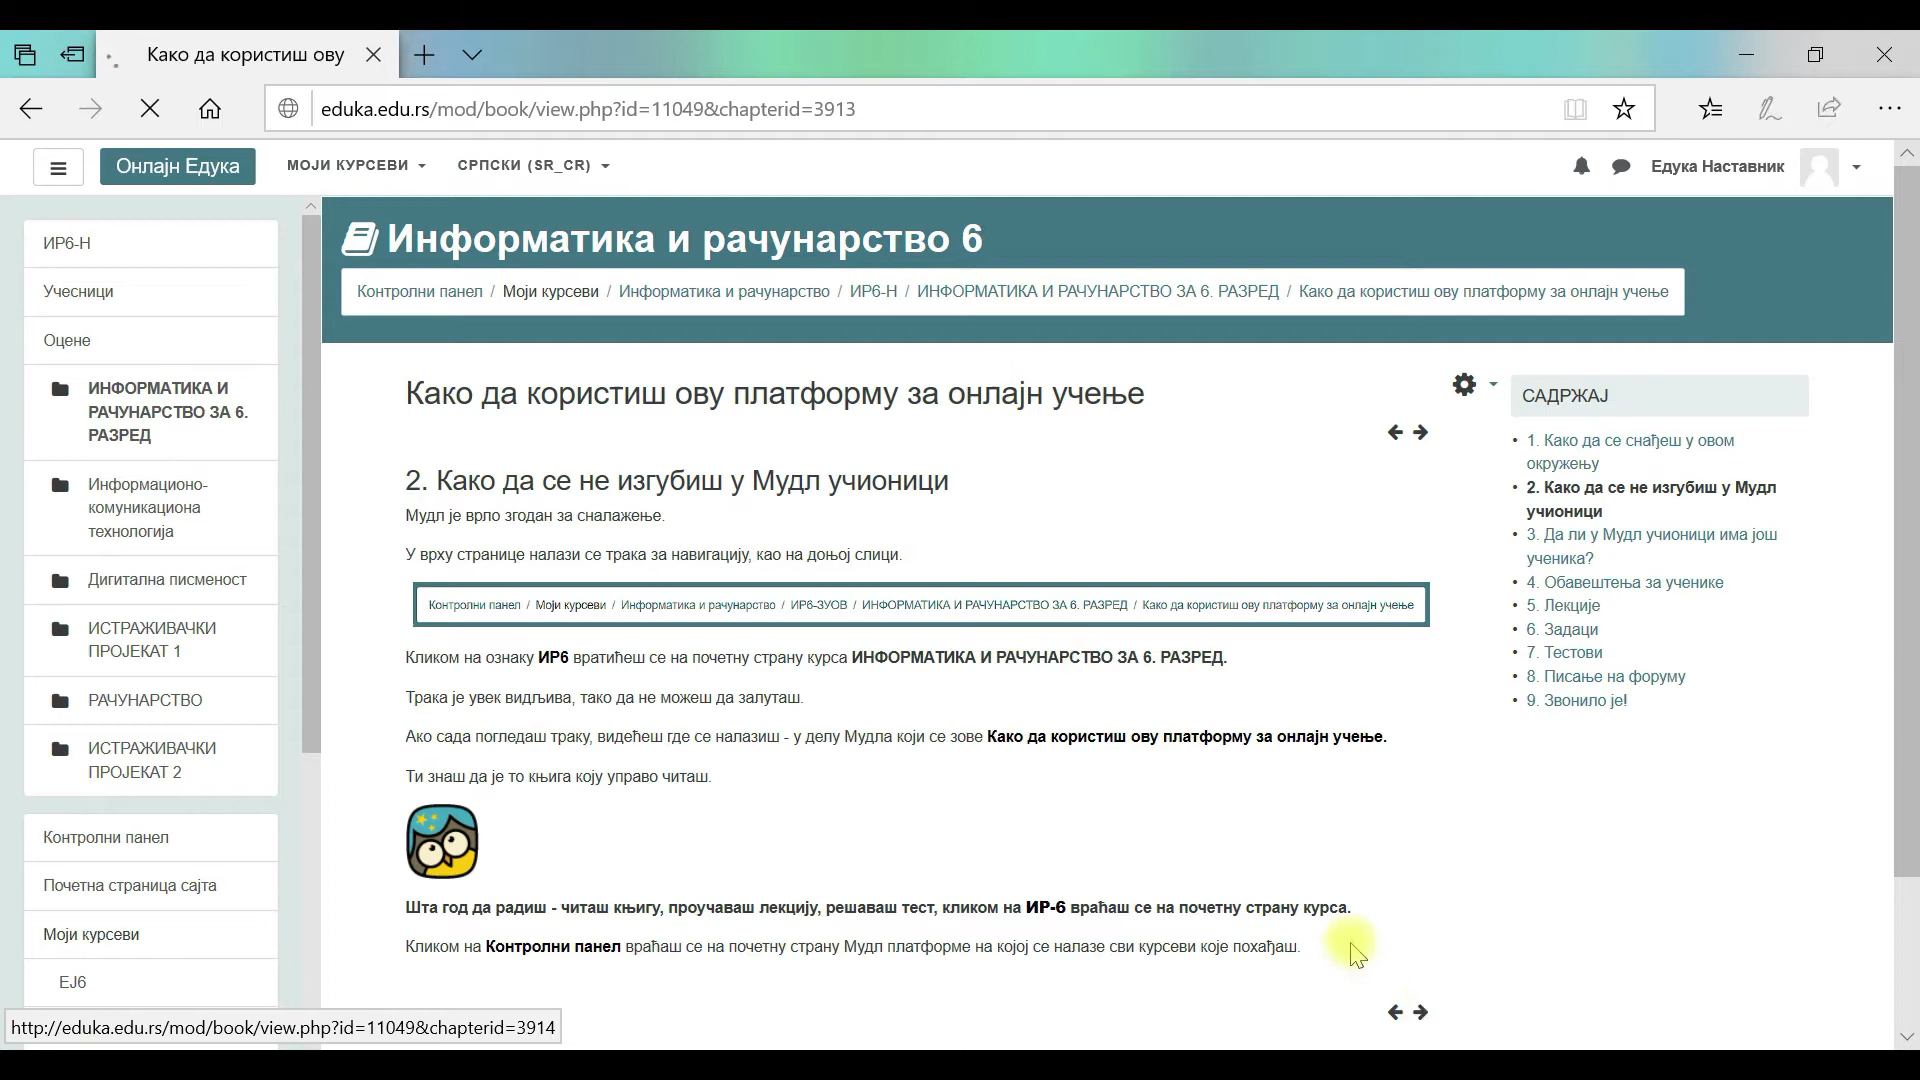 Како да користиш ову
eduka.edu.rs/mod/book/view.php?id=11049&chapterid=3913
Онлајн Едука
МОЈИ КУРСЕВИ
СРПСКИ (SR_CR)
Едука Наставник
ИР6-Н
Учесници
Оцене
ИНФОРМАТИКА И
РАЧУНАРСТВО ЗА 6.
РАЗРЕД
Информационо-
комуникациона
технологија
Дигитална писменост
ИСТРАЖИВАЧКИ
ПРОЈЕКАТ 1
РАЧУНАРСТВО
ИСТРАЖИВАЧКИ
ПРОЈЕКАТ 2
Контролни панел
Почетна страница сајта
Моји курсеви
ЕЈ6
http://eduka.edu.rs/mod/book/view.php?id=11049&chapterid=3914
Информатика и рачунарство 6
Контролни панел / Моји курсеви / Информатика и рачунарство / ИР6-Н / ИНФОРМАТИКА И РАЧУНАРСТВО ЗА 6. РАЗРЕД / Како да користиш ову платформу за онлајн учење
Како да користиш ову платформу за онлајн учење
2. Како да се не изгубиш у Мудл учионици
Мудл је врло згодан за сналажење.
У врху странице налази се трака за навигацију, као на доњој слици.
Контролни панел / Моји курсеви / Информатика и рачунарство / ИР6-ЗУОВ / ИНФОРМАТИКА И РАЧУНАРСТВО ЗА 6. РАЗРЕД / Како да користиш ову платформу за онлајн учење
Кликом на ознаку ИР6 вратићеш се на почетну страну курса ИНФОРМАТИКА И РАЧУНАРСТВО ЗА 6. РАЗРЕД.
Трака је увек видљива, тако да не можеш да залуташ.
Ако сада погледаш траку, видећеш где се налазиш - у делу Мудла који се зове Како да користиш ову платформу за онлајн учење.
Ти знаш да је то књига коју управо читаш.
Шта год да радиш - читаш књигу, проучаваш лекцију, решаваш тест, кликом на ИР-6 враћаш се на почетну страну курса.
Кликом на Контролни панел враћаш се на почетну страну Мудл платформе на којој се налазе сви курсеви које похађаш.
САДРЖАЈ
• 1. Како да се снађеш у овом
окружењу
• 2. Како да се не изгубиш у Мудл
учионици
• 3. Да ли у Мудл учионици има још
ученика?
• 4. Обавештења за ученике
• 5. Лекције
• 6. Задаци
• 7. Тестови
• 8. Писање на форуму
• 9. Звонило је!